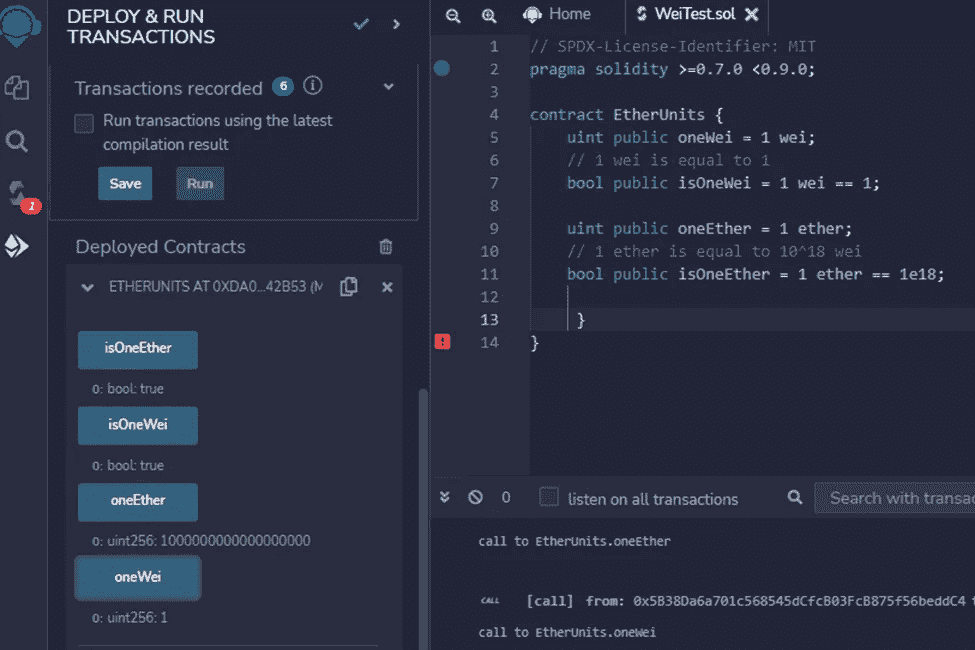 DEPLOY & RUN
TRANSACTIONS
Transactions recorded 6
Run transactions using the latest
compilation result
Save Run
1
Deployed Contracts
ETHERUNITS AT 0XDA0...42B53 (M
isOneEther
0: bool: true
isOneWei
0: bool: true
oneEther
0: uint256: 1000000000000000000
oneWei
0: uint256: 1
Home WeiTest.sol
1 // SPDX-License-Identifier: MIT
2 pragma solidity >=0.7.0 <0.9.0;
3
4 contract EtherUnits {
5 uint public oneWei = 1 wei;
6 // 1 wei is equal to 1
7 bool public isOneWei = 1 wei == 1;
8
9 uint public oneEther = 1 ether;
10 // 1 ether is equal to 10^18 wei
11 bool public isOneEther = 1 ether == 1e18;
12
13 }
14 }
0 listen on all transactions Search with transac
call to EtherUnits.oneEther
CALL [call] from: 0x5B38Da6a701c568545dCfcB03FcB875f56beddC4 t
call to EtherUnits.oneWei